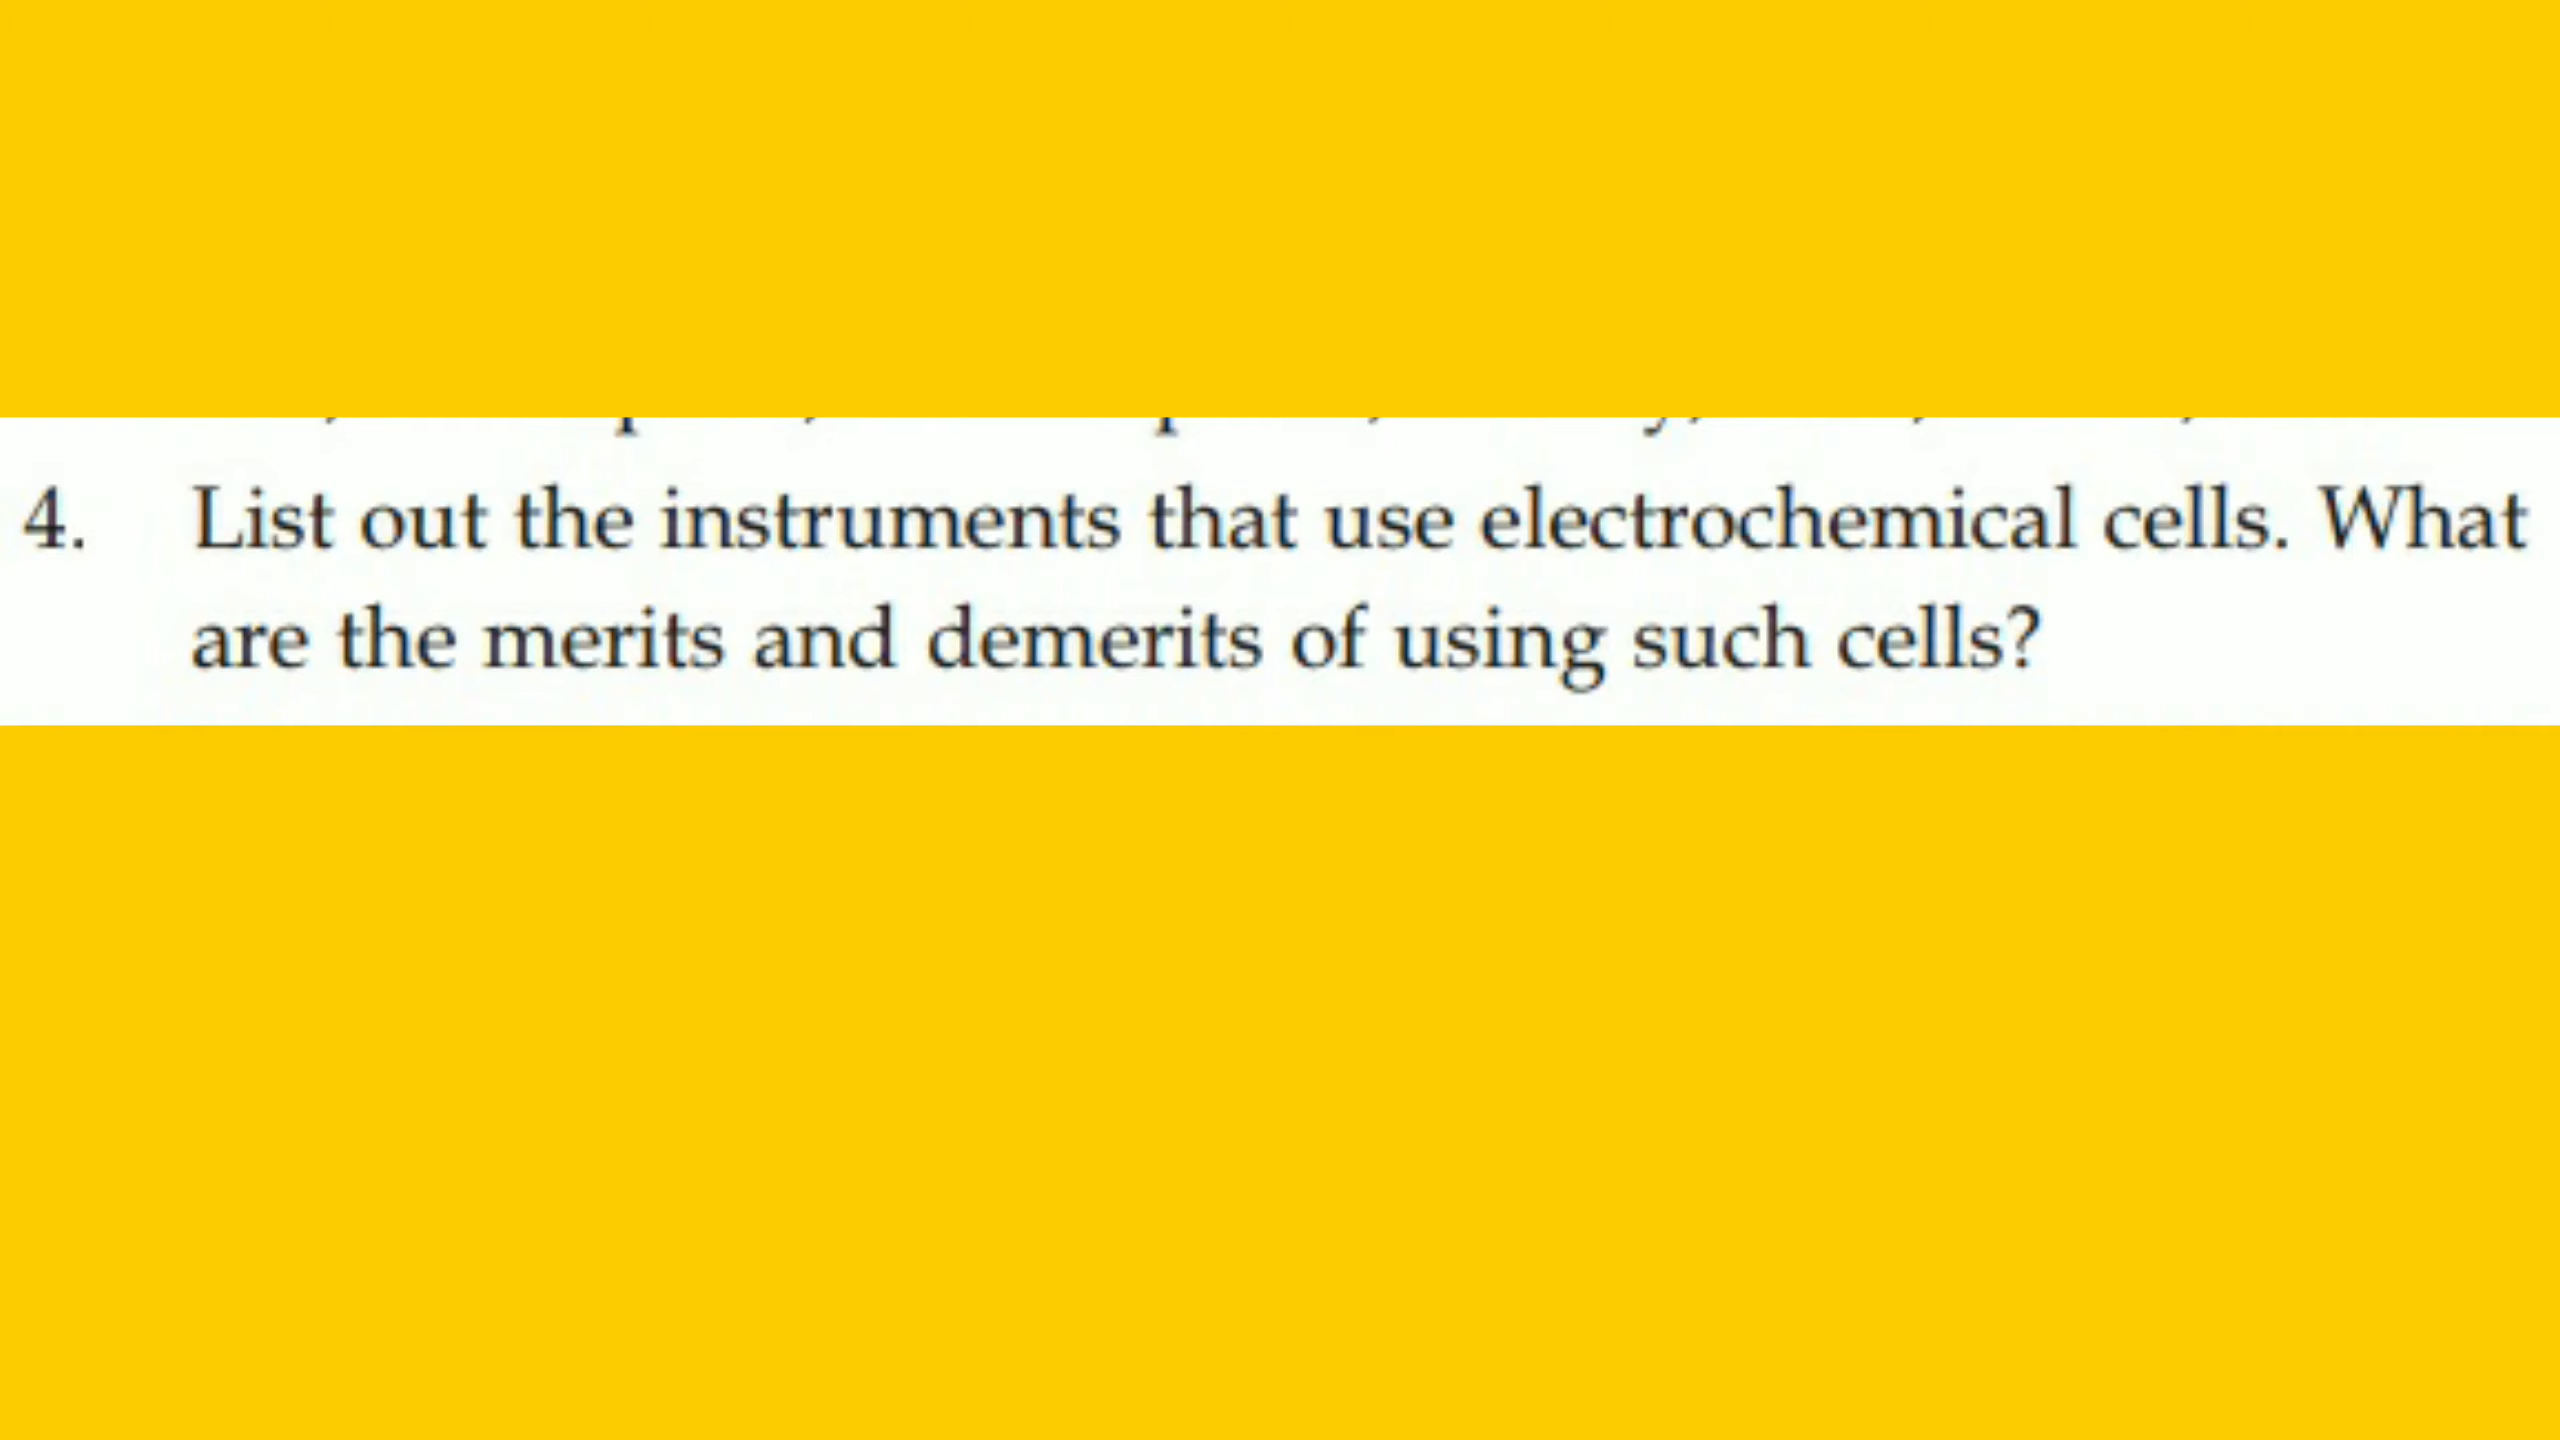 4. List out the instruments that use electrochemical cells. What
are the merits and demerits of using such cells?